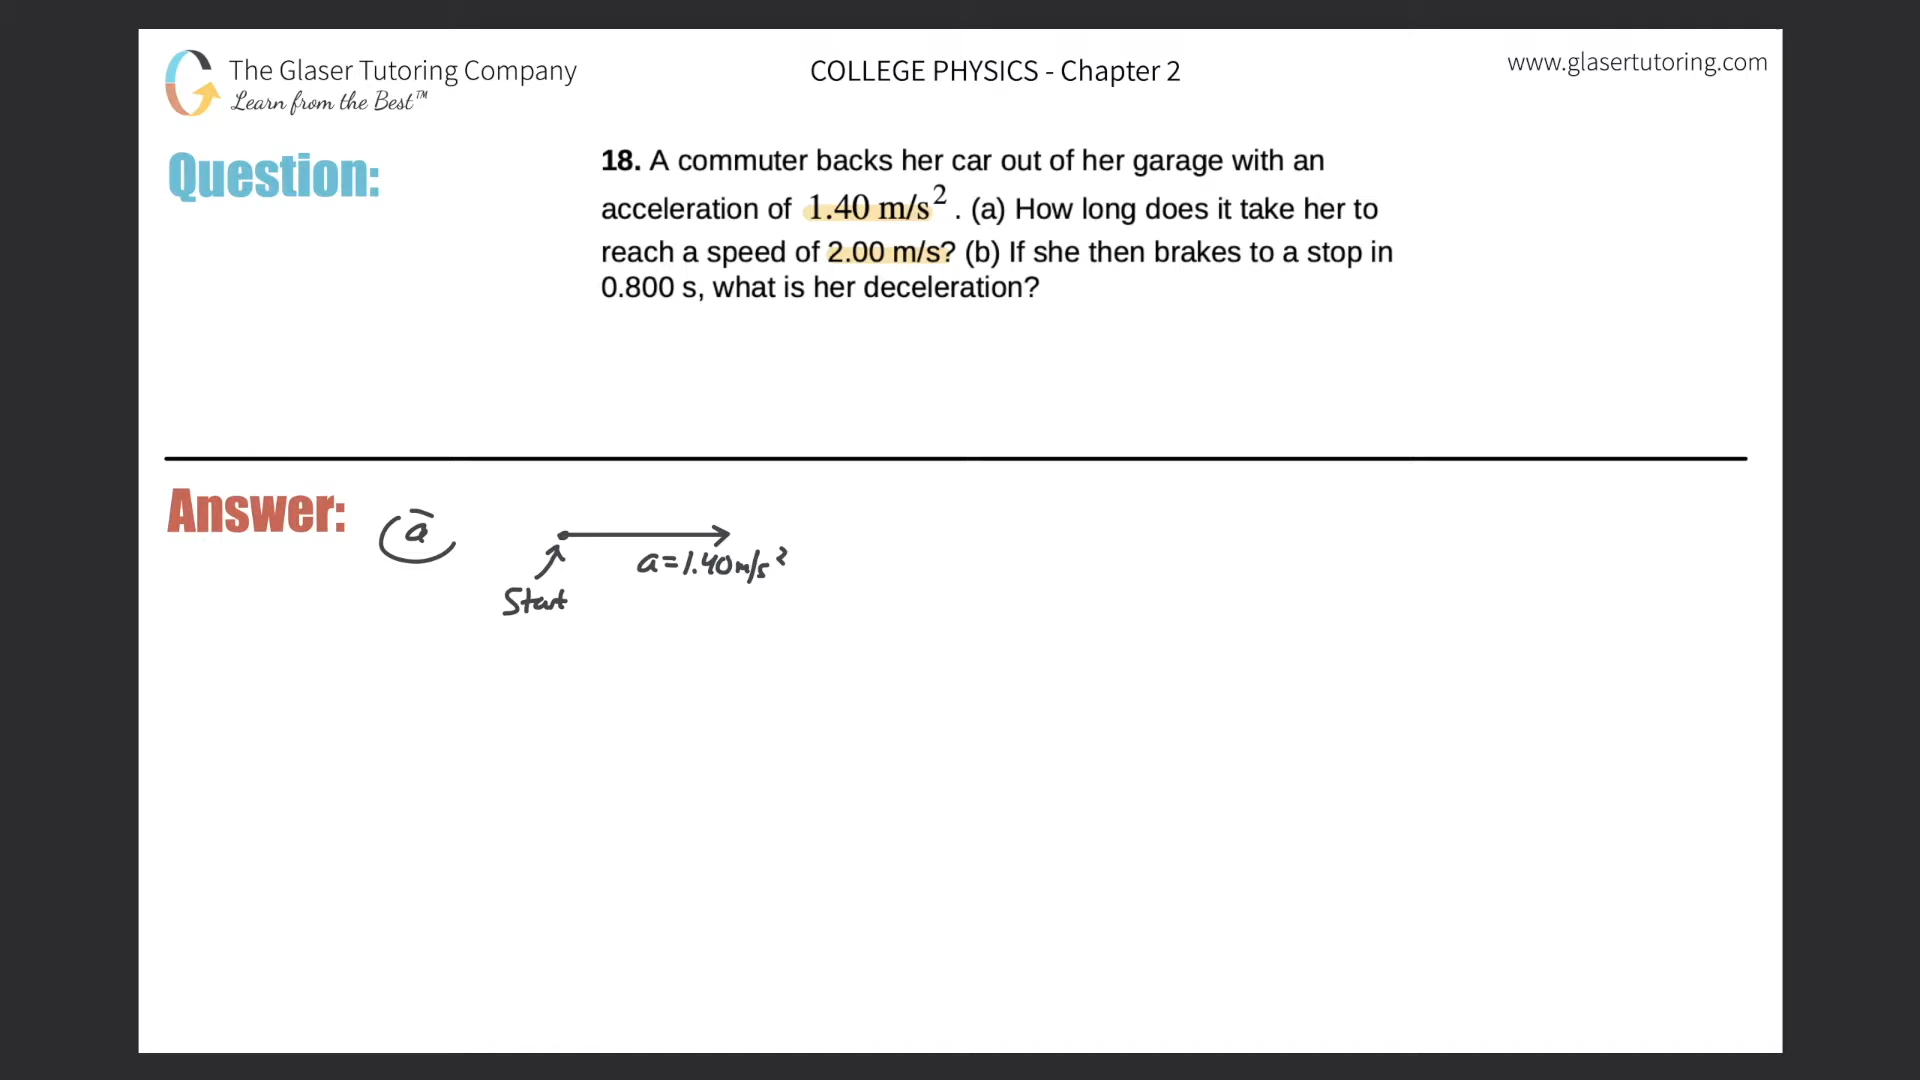 The Glaser Tutoring Company
Learn from the Best™
COLLEGE PHYSICS - Chapter 2
www.glasertutoring.com
Question:
18. A commuter backs her car out of her garage with an
acceleration of 1.40 m/s². (a) How long does it take her to
reach a speed of 2.00 m/s? (b) If she then brakes to a stop in
0.800 s, what is her deceleration?
Answer:
a
a=1.40m/s²
Start